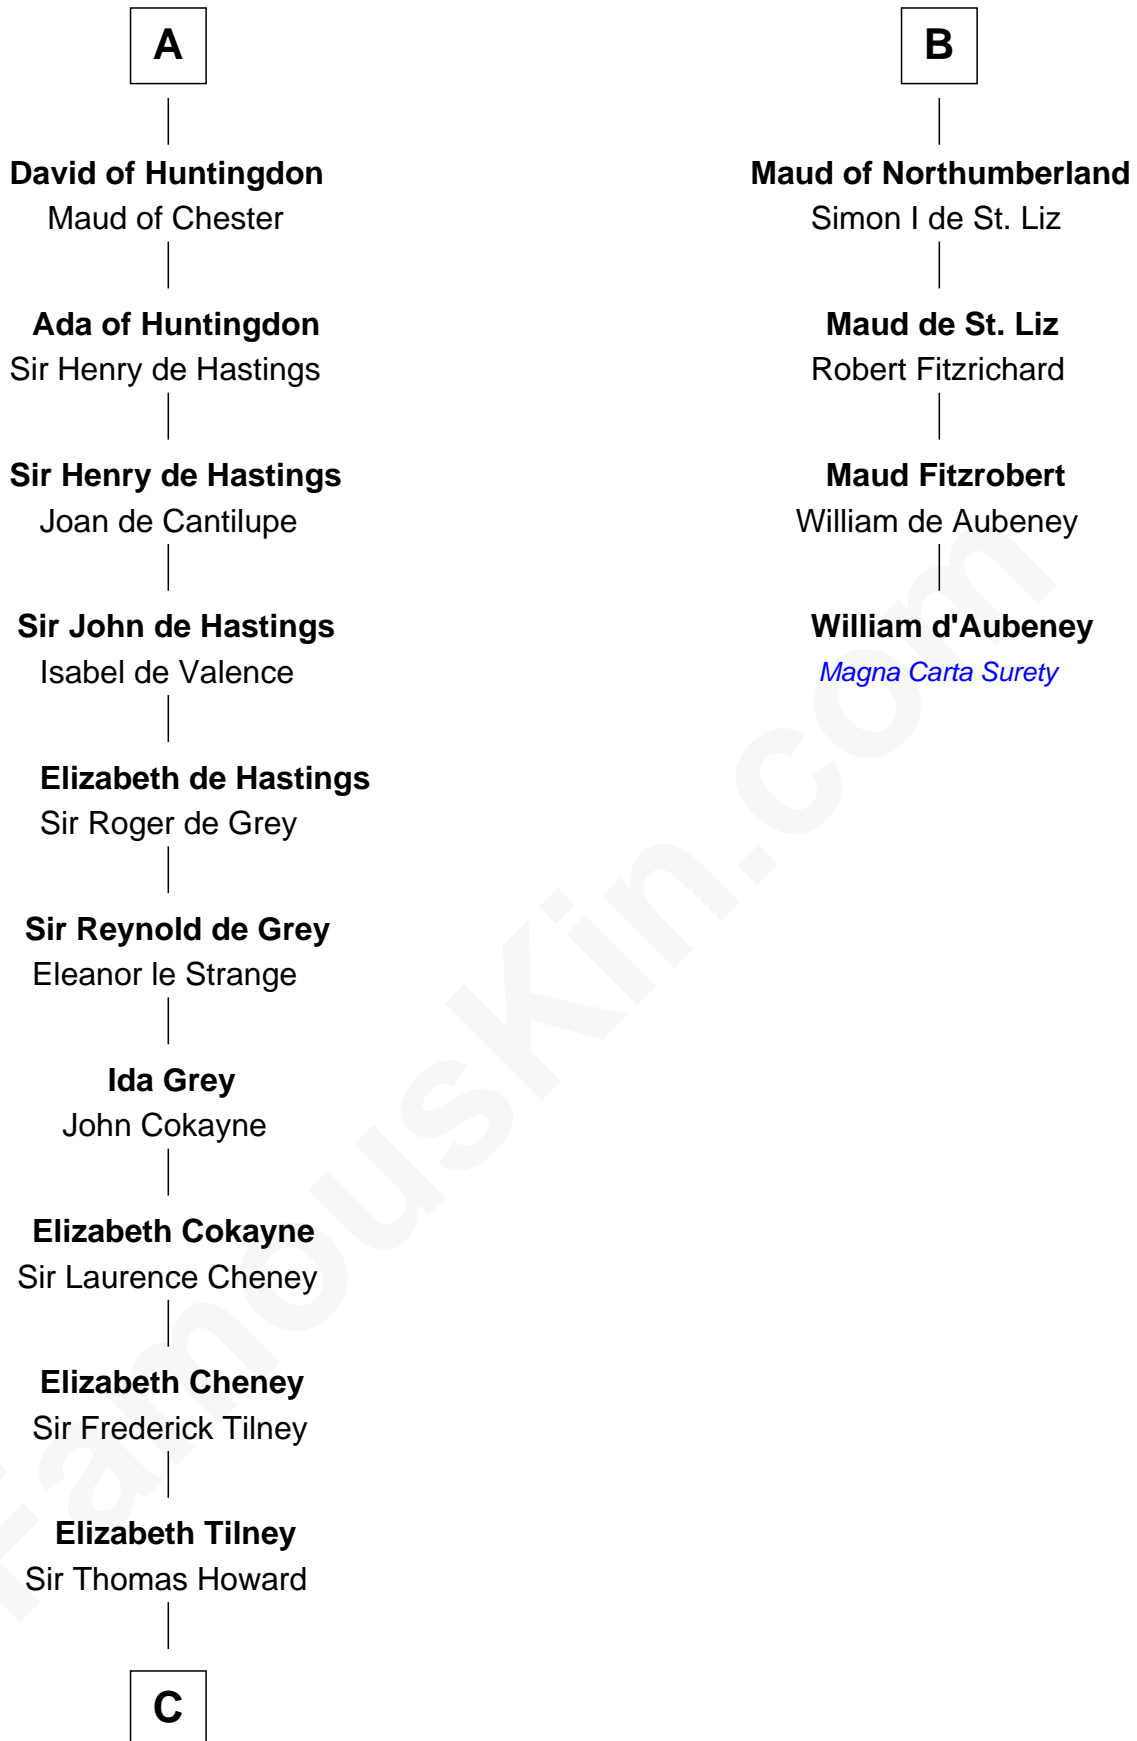 A
David of Huntingdon
Maud of Chester
Ada of Huntingdon
Sir Henry de Hastings
Sir Henry de Hastings
Joan de Cantilupe
Sir John de Hastings
Isabel de Valence
Elizabeth de Hastings
Sir Roger de Grey
Sir Reynold de Grey
Eleanor le Strange
Ida Grey
John Cokayne
Elizabeth Cokayne
Sir Laurence Cheney
Elizabeth Cheney
Sir Frederick Tilney
Elizabeth Tilney
Sir Thomas Howard
C
B
Maud of Northumberland
Simon I de St. Liz
Maud de St. Liz
Robert Fitzrichard
Maud Fitzrobert
William de Aubeney
William d'Aubeney
Magna Carta Surety
FamousKin.com